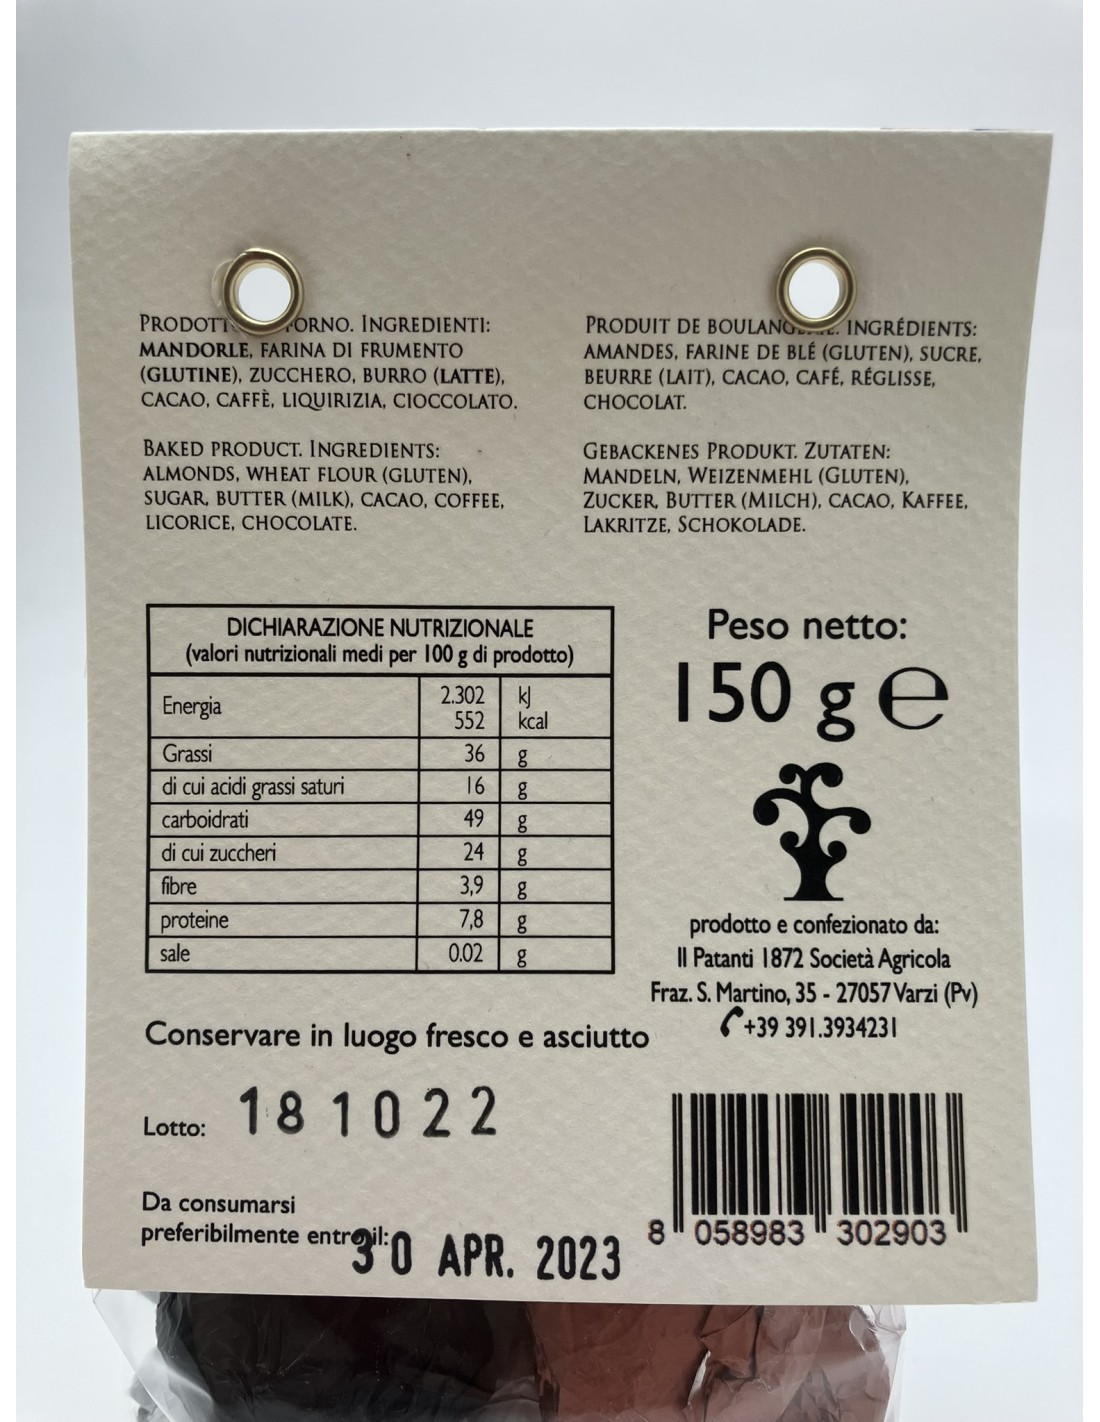 PRODOTTO FORNO. INGREDIENTI:
MANDORLE, FARINA DI FRUMENTO
(GLUTINE), ZUCCHERO, BURRO (LATTE),
CACAO, CAFFÈ, LIQUIRIZIA, CIOCCOLATO.
BAKED PRODUCT. INGREDIENTS:
ALMONDS, WHEAT FLOUR (GLUTEN),
SUGAR, BUTTER (MILK), CACAO, COFFEE,
LICORICE, CHOCOLATE.
PRODUIT DE BOULANGERIE. INGRÉDIENTS:
AMANDES, FARINE DE BLÉ (GLUTEN), SUCRE,
BEURRE (LAIT), CACAO, CAFÉ, RÉGLISSE,
CHOCOLAT.
GEBACKENES PRODUKT. ZUTATEN:
MANDELN, WEIZENMEHL (GLUTEN),
ZUCKER, BUTTER (MILCH), CACAO, KAFFEE,
LAKRITZE, SCHOKOLADE.
DICHIARAZIONE NUTRIZIONALE
(valori nutrizionali medi per 100 g di prodotto)
Energia 2.302 kJ
552 kcal
Grassi 36 g
di cui acidi grassi saturi 16 g
carboidrati 49 g
di cui zuccheri 24 g
fibre 3,9 g
proteine 7,8 g
sale 0.02 g
Peso netto:
150 g ℮
prodotto e confezionato da:
Il Patanti 1872 Società Agricola
Fraz. S. Martino, 35 - 27057 Varzi (Pv)
+39 391.3934231
Conservare in luogo fresco e asciutto
Lotto: 181022
Da consumarsi
preferibilmente entro il: 30 APR. 2023
8 058983 302903